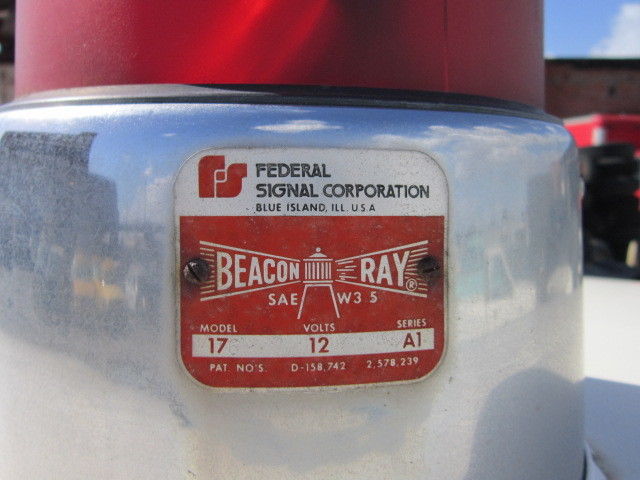 FS FEDERAL
SIGNAL CORPORATION
BLUE ISLAND, ILL. U.S.A
BEACON RAY®
SAE W3 5
MODEL VOLTS SERIES
17 12 A1
PAT. NO'S. D-158,742 2,578,239